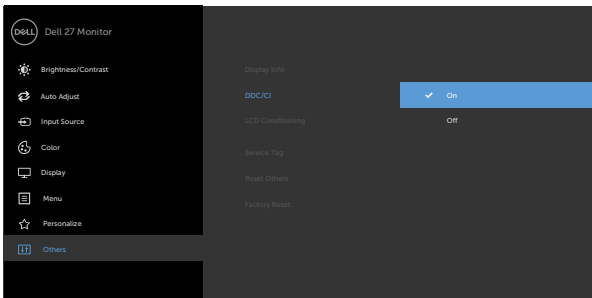 DELL Dell 27 Monitor
Brightness/Contrast
Auto Adjust
Input Source
Color
Display
Menu
Personalize
Others
Display Info
DDC/CI
LCD Conditioning
Service Tag
Reset Others
Factory Reset
On
Off